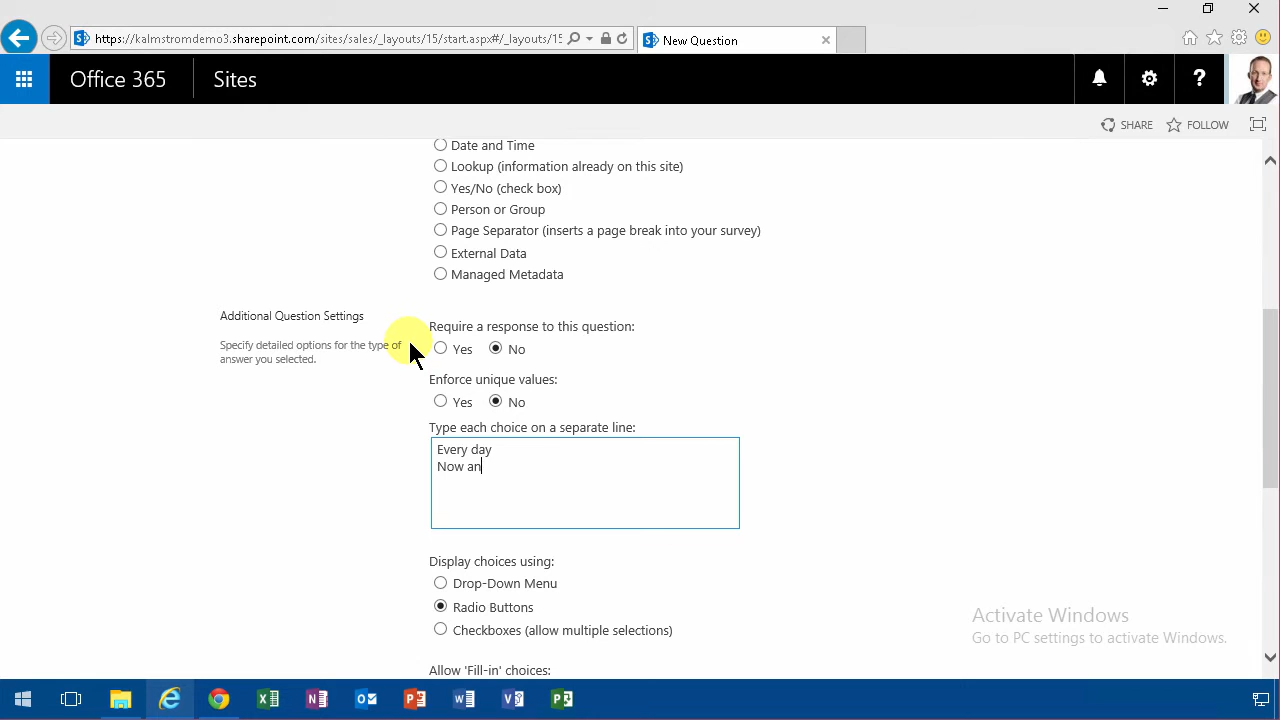 https://kalmstromdemo3.sharepoint.com/sites/sales/_layouts/15/start.aspx#/_layouts/15
New Question
Office 365
Sites
SHARE
FOLLOW
Date and Time
Lookup (information already on this site)
Yes/No (check box)
Person or Group
Page Separator (inserts a page break into your survey)
External Data
Managed Metadata
Additional Question Settings
Specify detailed options for the type of
answer you selected.
Require a response to this question:
Yes No
Enforce unique values:
Yes No
Type each choice on a separate line:
Every day
Now an
Display choices using:
Drop-Down Menu
Radio Buttons
Checkboxes (allow multiple selections)
Allow 'Fill-in' choices:
Activate Windows
Go to PC settings to activate Windows.